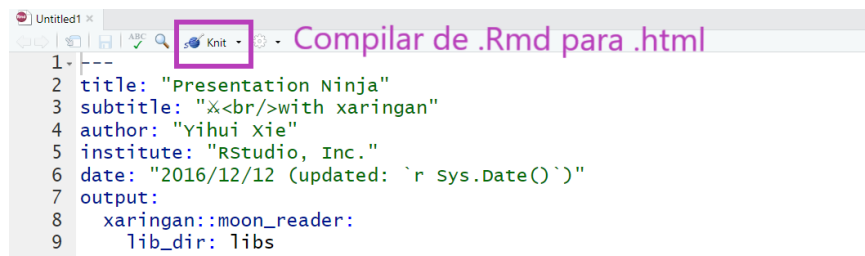 Untitled1
ABC Knit Compilar de .Rmd para .html
1 ---
2 title: "Presentation Ninja"
3 subtitle: "⚔<br/>with xaringan"
4 author: "Yihui Xie"
5 institute: "RStudio, Inc."
6 date: "2016/12/12 (updated: `r Sys.Date()`)"
7 output:
8   xaringan::moon_reader:
9     lib_dir: libs